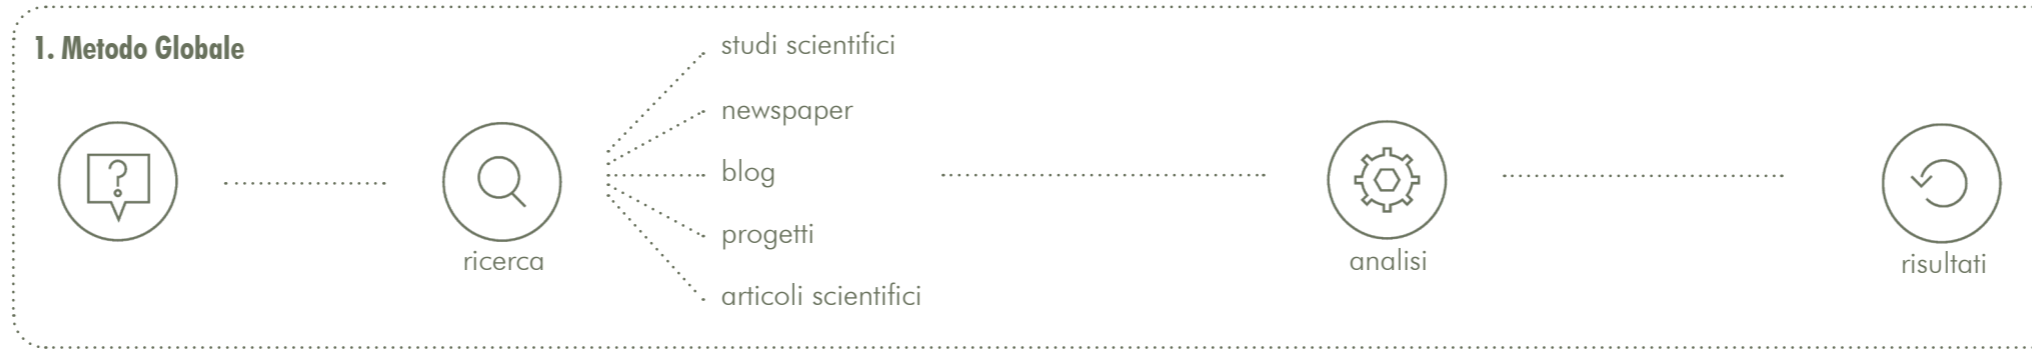 1. Metodo Globale
?
ricerca
studi scientifici
newspaper
blog
progetti
articoli scientifici
analisi
risultati